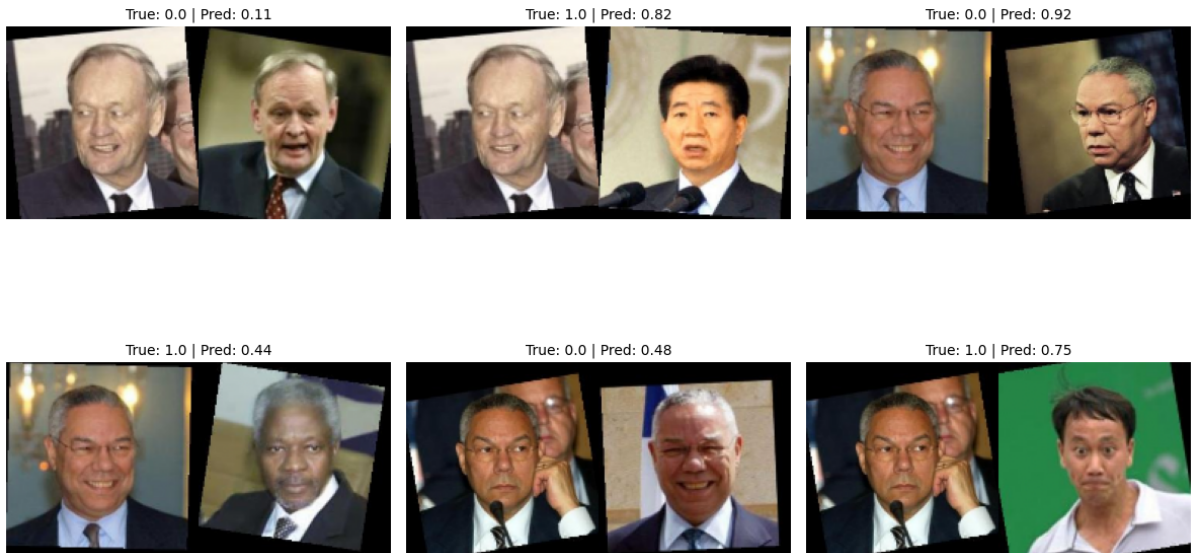 True: 0.0 | Pred: 0.11
True: 1.0 | Pred: 0.82
True: 0.0 | Pred: 0.92
5
True: 1.0 | Pred: 0.44
True: 0.0 | Pred: 0.48
True: 1.0 | Pred: 0.75